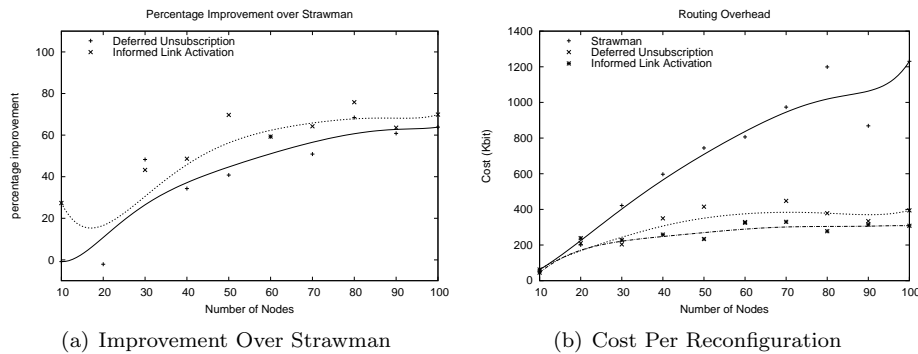 Percentage Improvement over Strawman
Deferred Unsubscription
Informed Link Activation
percentage improvement
100
80
60
40
20
0
10 20 30 40 50 60 70 80 90 100
Number of Nodes
(a) Improvement Over Strawman
Routing Overhead
Strawman
Deferred Unsubscription
Informed Link Activation
Cost (Kbit)
1400
1200
1000
800
600
400
200
0
10 20 30 40 50 60 70 80 90 100
Number of Nodes
(b) Cost Per Reconfiguration